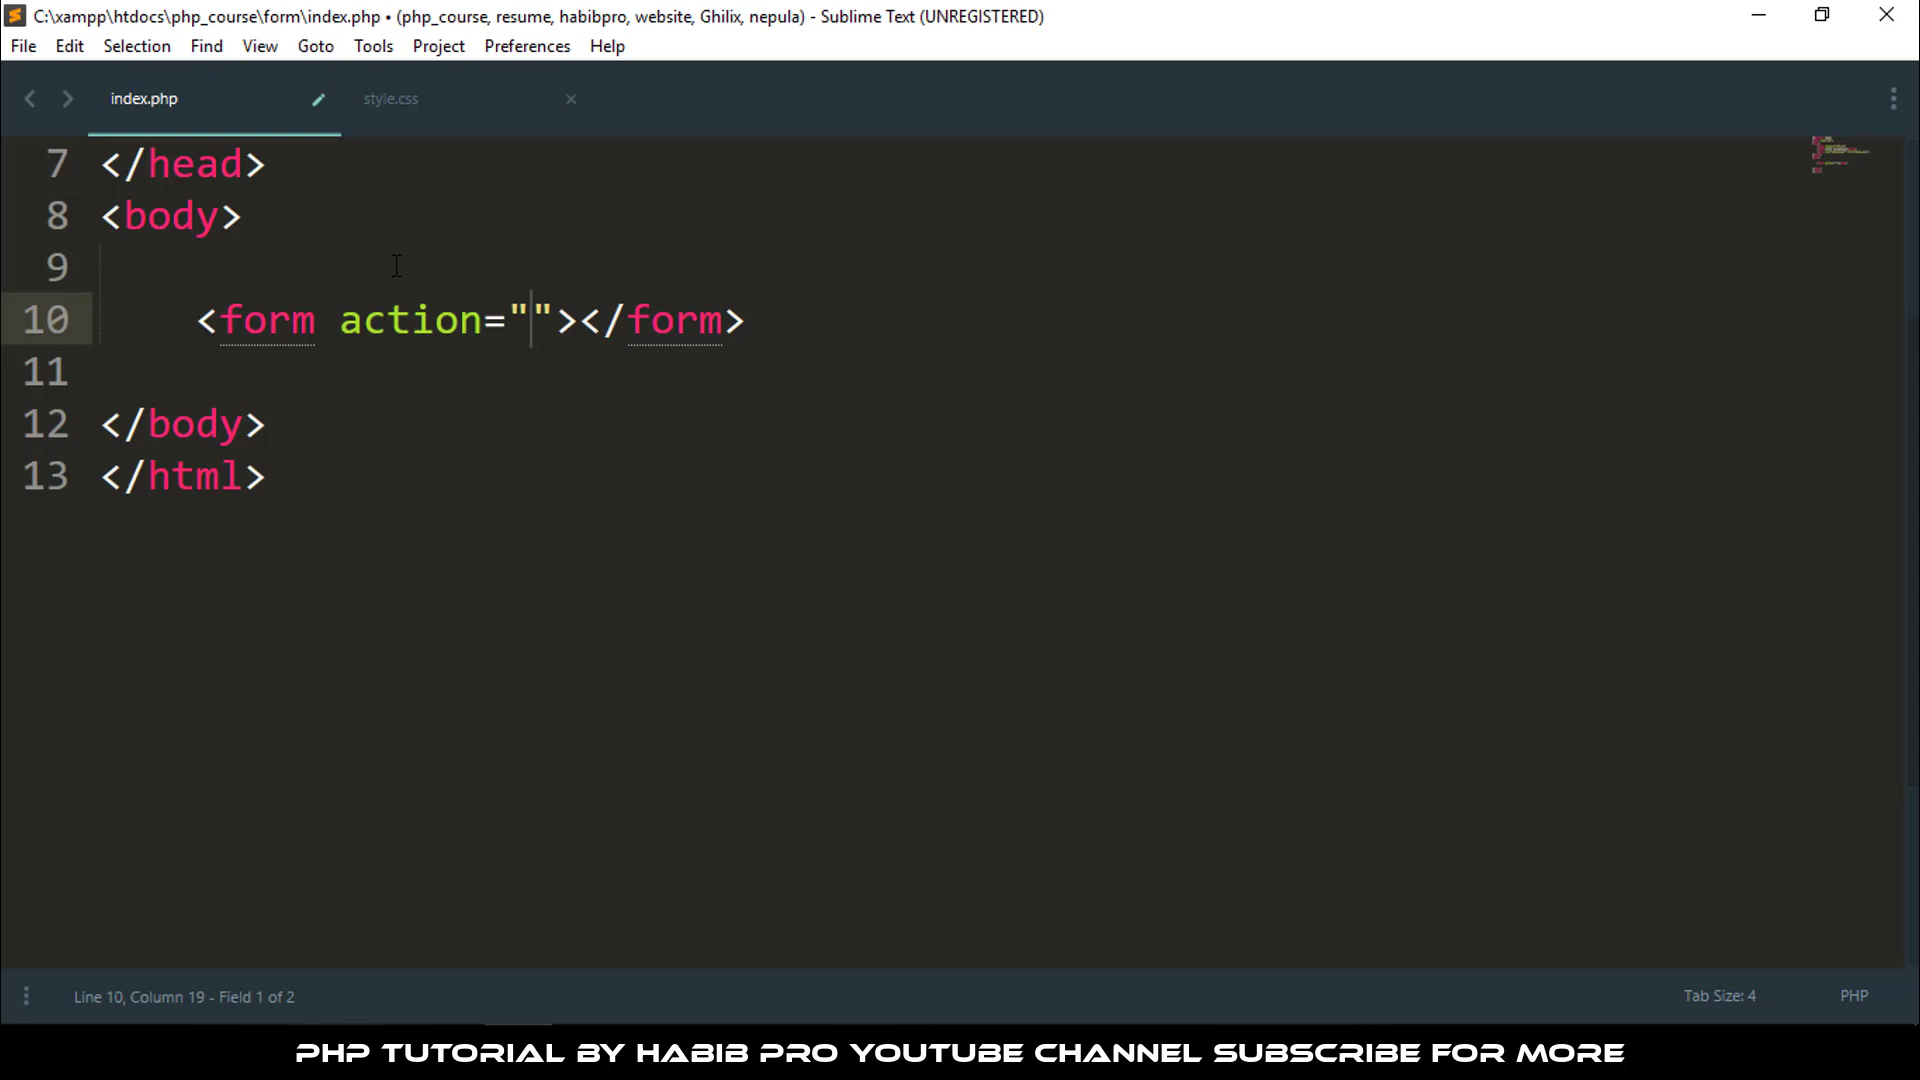 C:\xampp\htdocs\php_course\form\index.php • (php_course, resume, habibpro, website, Ghilix, nepula) - Sublime Text (UNREGISTERED)
File Edit Selection Find View Goto Tools Project Preferences Help
index.php style.css
7 </head>
8 <body>
9
10 <form action=""></form>
11
12 </body>
13 </html>
Line 10, Column 19 - Field 1 of 2 Tab Size: 4 PHP
PHP TUTORIAL BY HABIB PRO YOUTUBE CHANNEL SUBSCRIBE FOR MORE